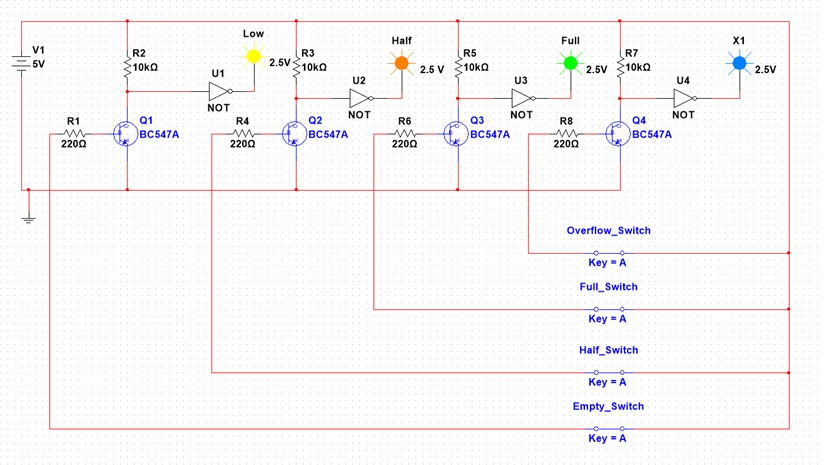 V1
5V
R2
10kΩ
U1
NOT
Low
2.5V
R1
220Ω
Q1
BC547A
R3
10kΩ
U2
NOT
Half
2.5 V
R4
220Ω
Q2
BC547A
R5
10kΩ
U3
NOT
Full
2.5V
R6
220Ω
Q3
BC547A
R7
10kΩ
U4
NOT
X1
2.5V
R8
220Ω
Q4
BC547A
Overflow_Switch
Key = A
Full_Switch
Key = A
Half_Switch
Key = A
Empty_Switch
Key = A